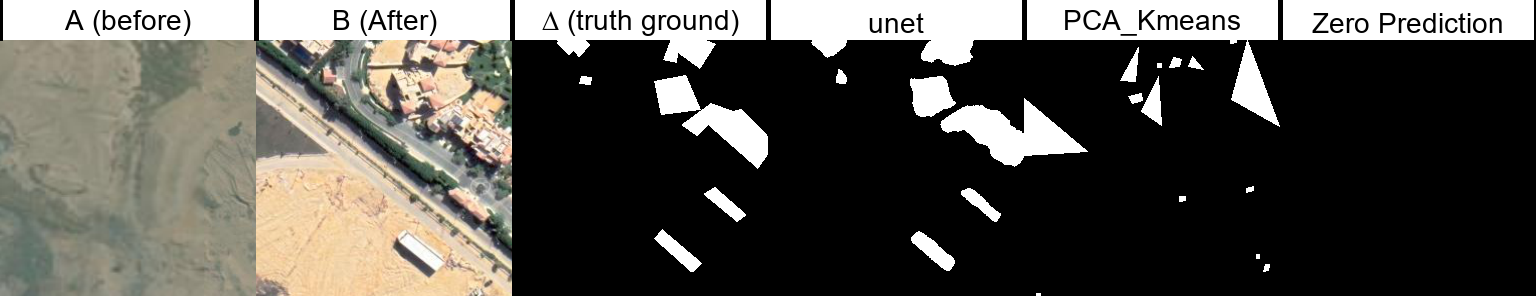 A (before)
B (After)
Δ (truth ground)
unet
PCA_Kmeans
Zero Prediction